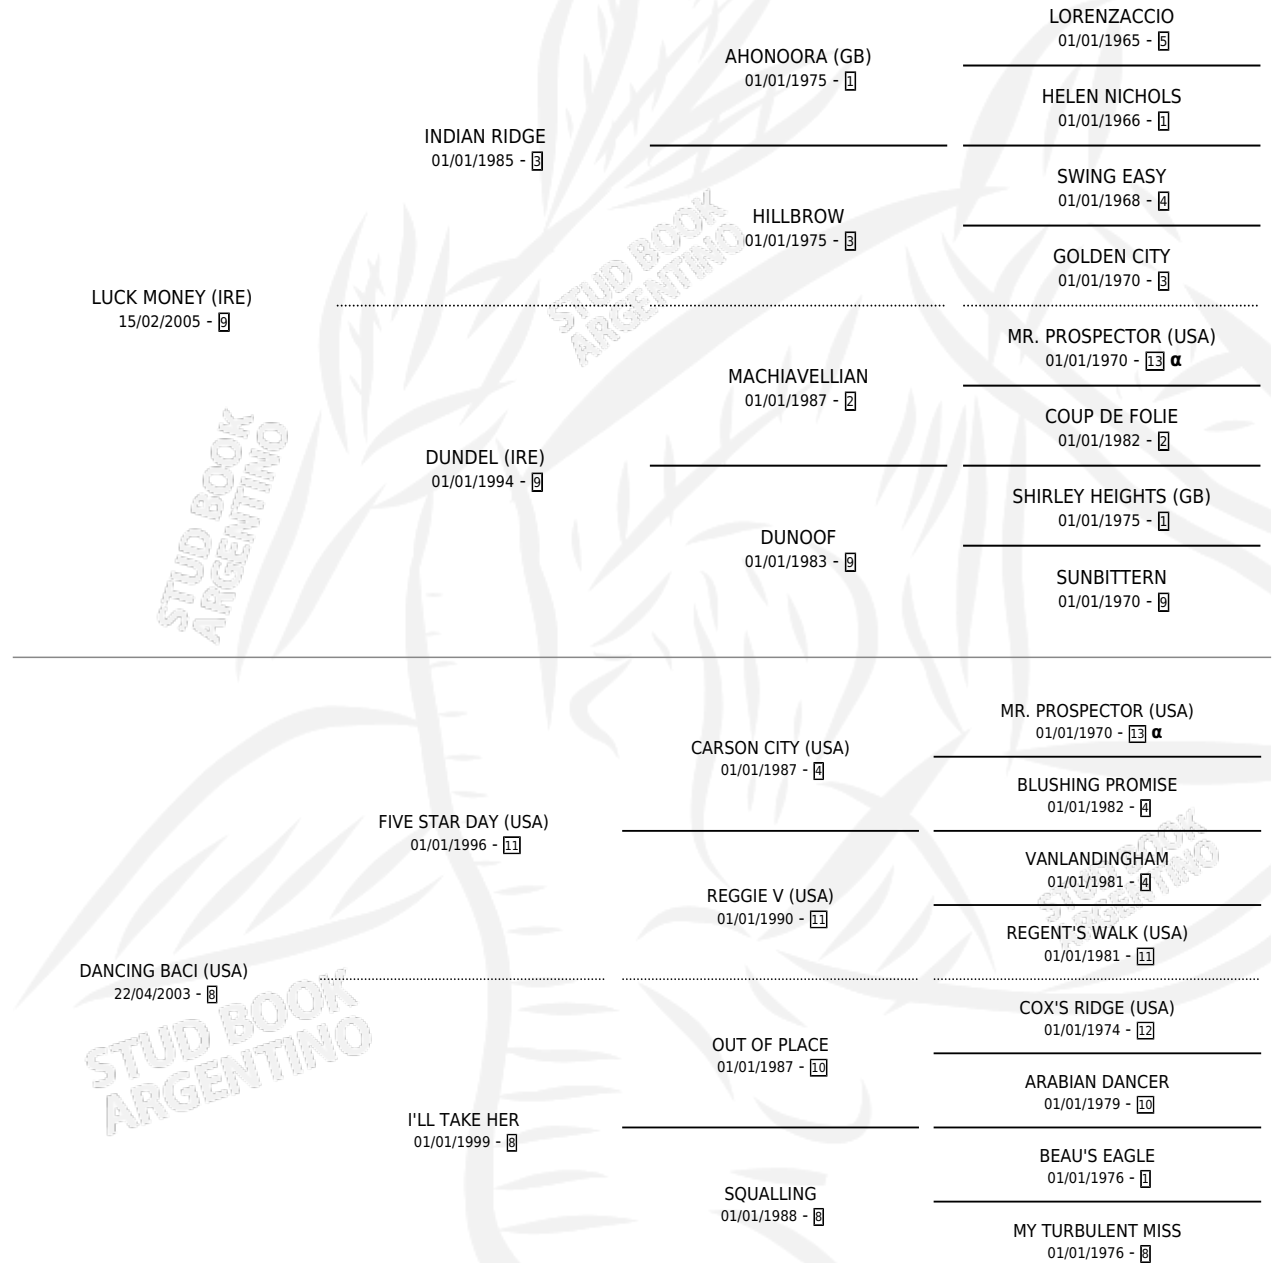 LORENZACCIO
01/01/1965 - 5
AHONOORA (GB)
01/01/1975 - 1
HELEN NICHOLS
01/01/1966 - 1
INDIAN RIDGE
01/01/1985 - 3
SWING EASY
01/01/1968 - 4
HILLBROW
01/01/1975 - 3
GOLDEN CITY
01/01/1970 - 3
STUD BOOK
ARGENTINO
LUCK MONEY (IRE)
15/02/2005 - 9
MR. PROSPECTOR (USA)
01/01/1970 - 13 α
MACHIAVELLIAN
01/01/1987 - 2
COUP DE FOLIE
01/01/1982 - 2
DUNDEL (IRE)
01/01/1994 - 9
SHIRLEY HEIGHTS (GB)
01/01/1975 - 1
DUNOOF
01/01/1983 - 9
SUNBITTERN
01/01/1970 - 9
STUD BOOK
ARGENTINO
MR. PROSPECTOR (USA)
01/01/1970 - 13 α
CARSON CITY (USA)
01/01/1987 - 4
BLUSHING PROMISE
01/01/1982 - 4
FIVE STAR DAY (USA)
01/01/1996 - 11
VANLANDINGHAM
01/01/1981 - 4
REGGIE V (USA)
01/01/1990 - 11
REGENT'S WALK (USA)
01/01/1981 - 11
STUD BOOK
ARGENTINO
DANCING BACI (USA)
22/04/2003 - 8
COX'S RIDGE (USA)
01/01/1974 - 12
OUT OF PLACE
01/01/1987 - 10
ARABIAN DANCER
01/01/1979 - 10
I'LL TAKE HER
01/01/1999 - 8
BEAU'S EAGLE
01/01/1976 - 1
SQUALLING
01/01/1988 - 8
MY TURBULENT MISS
01/01/1976 - 8
STUD BOOK
ARGENTINO